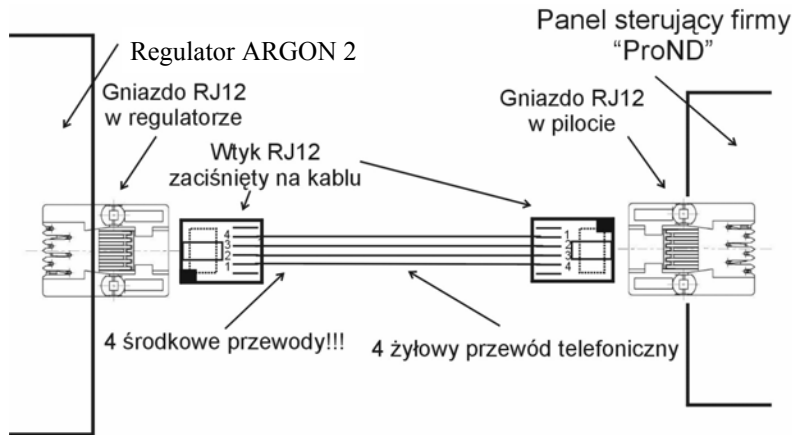 Panel sterujący firmy
“ProND”
Regulator ARGON 2
Gniazdo RJ12
w regulatorze
Gniazdo RJ12
w pilocie
Wtyk RJ12
zaciśnięty na kablu
4
3
2
1
1
2
3
4
4 środkowe przewody!!!
4 żyłowy przewód telefoniczny